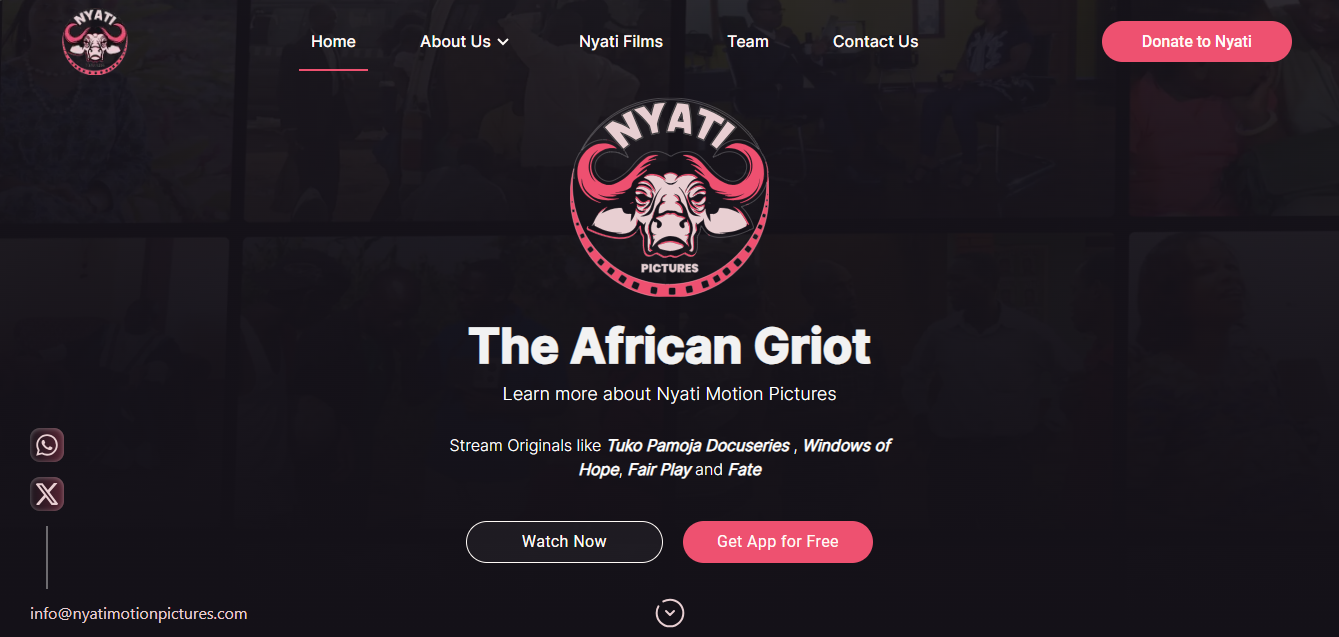 NYATI
Home
About Us
Nyati Films
Team
Contact Us
Donate to Nyati
NYATI
PICTURES
The African Griot
Learn more about Nyati Motion Pictures
Stream Originals like Tuko Pamoja Docuseries , Windows of
Hope, Fair Play and Fate
Watch Now
Get App for Free
info@nyatimotionpictures.com